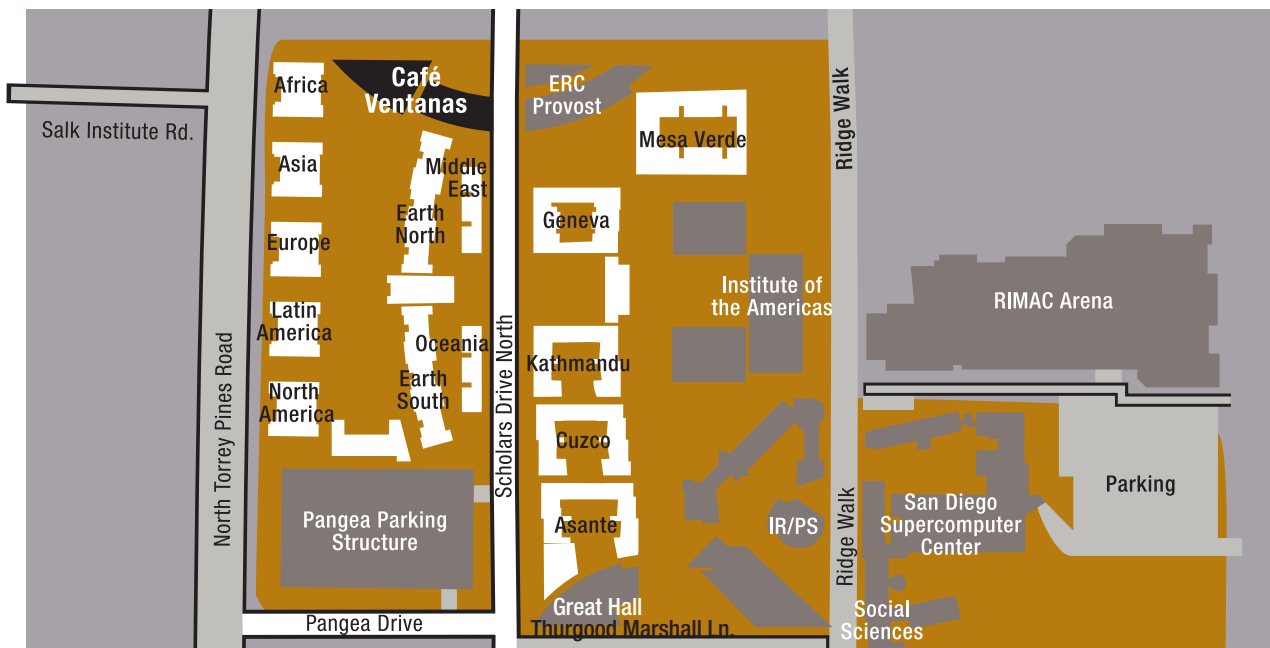 Africa
Café
Ventanas
ERC
Provost
Salk Institute Rd.
Mesa Verde
Ridge Walk
Asia
Middle
East
Earth
North
Geneva
Europe
Institute of
the Americas
RIMAC Arena
Latin
America
Oceania
Kathmandu
North Torrey Pines Road
Scholars Drive North
North
America
Earth
South
Cuzco
Parking
Pangea Parking
Structure
Asante
IR/PS
Ridge Walk
San Diego
Supercomputer
Center
Great Hall
Pangea Drive
Thurgood Marshall Ln.
Social
Sciences